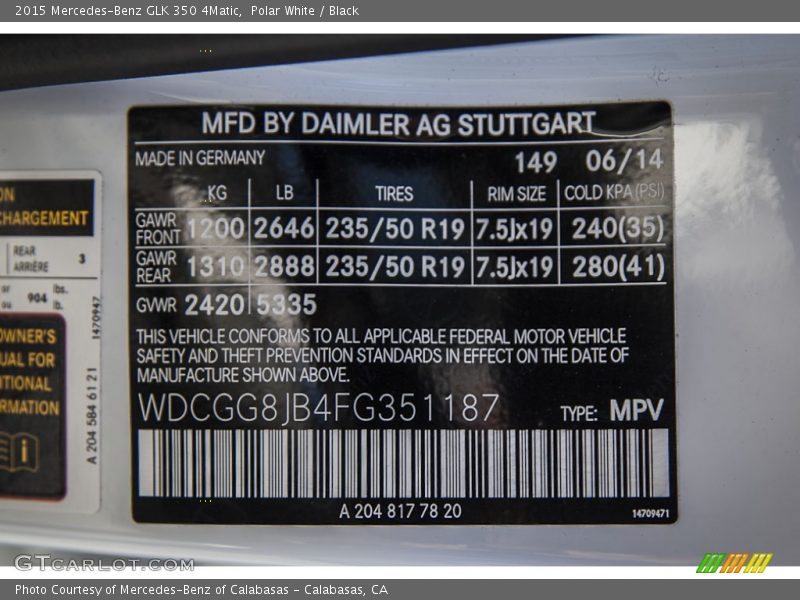 2015 Mercedes-Benz GLK 350 4Matic, Polar White / Black
MFD BY DAIMLER AG STUTTGART
MADE IN GERMANY 149 06/14
KG LB TIRES RIM SIZE COLD KPA (PSI)
GAWR FRONT 1200 2646 235/50 R19 7.5Jx19 240(35)
GAWR REAR 1310 2888 235/50 R19 7.5Jx19 280(41)
GWR 2420 5335
THIS VEHICLE CONFORMS TO ALL APPLICABLE FEDERAL MOTOR VEHICLE
SAFETY AND THEFT PREVENTION STANDARDS IN EFFECT ON THE DATE OF
MANUFACTURE SHOWN ABOVE.
WDCGG8JB4FG351187 TYPE: MPV
A 204 817 78 20 14709471
ON
CHARGEMENT
REAR 3
ARRIÈRE
or 904 lbs.
ou lb.
OWNER'S
UAL FOR
ITIONAL
RMATION
i
A 204 584 61 21 1470947
GTCARLOT.COM
Photo Courtesy of Mercedes-Benz of Calabasas - Calabasas, CA